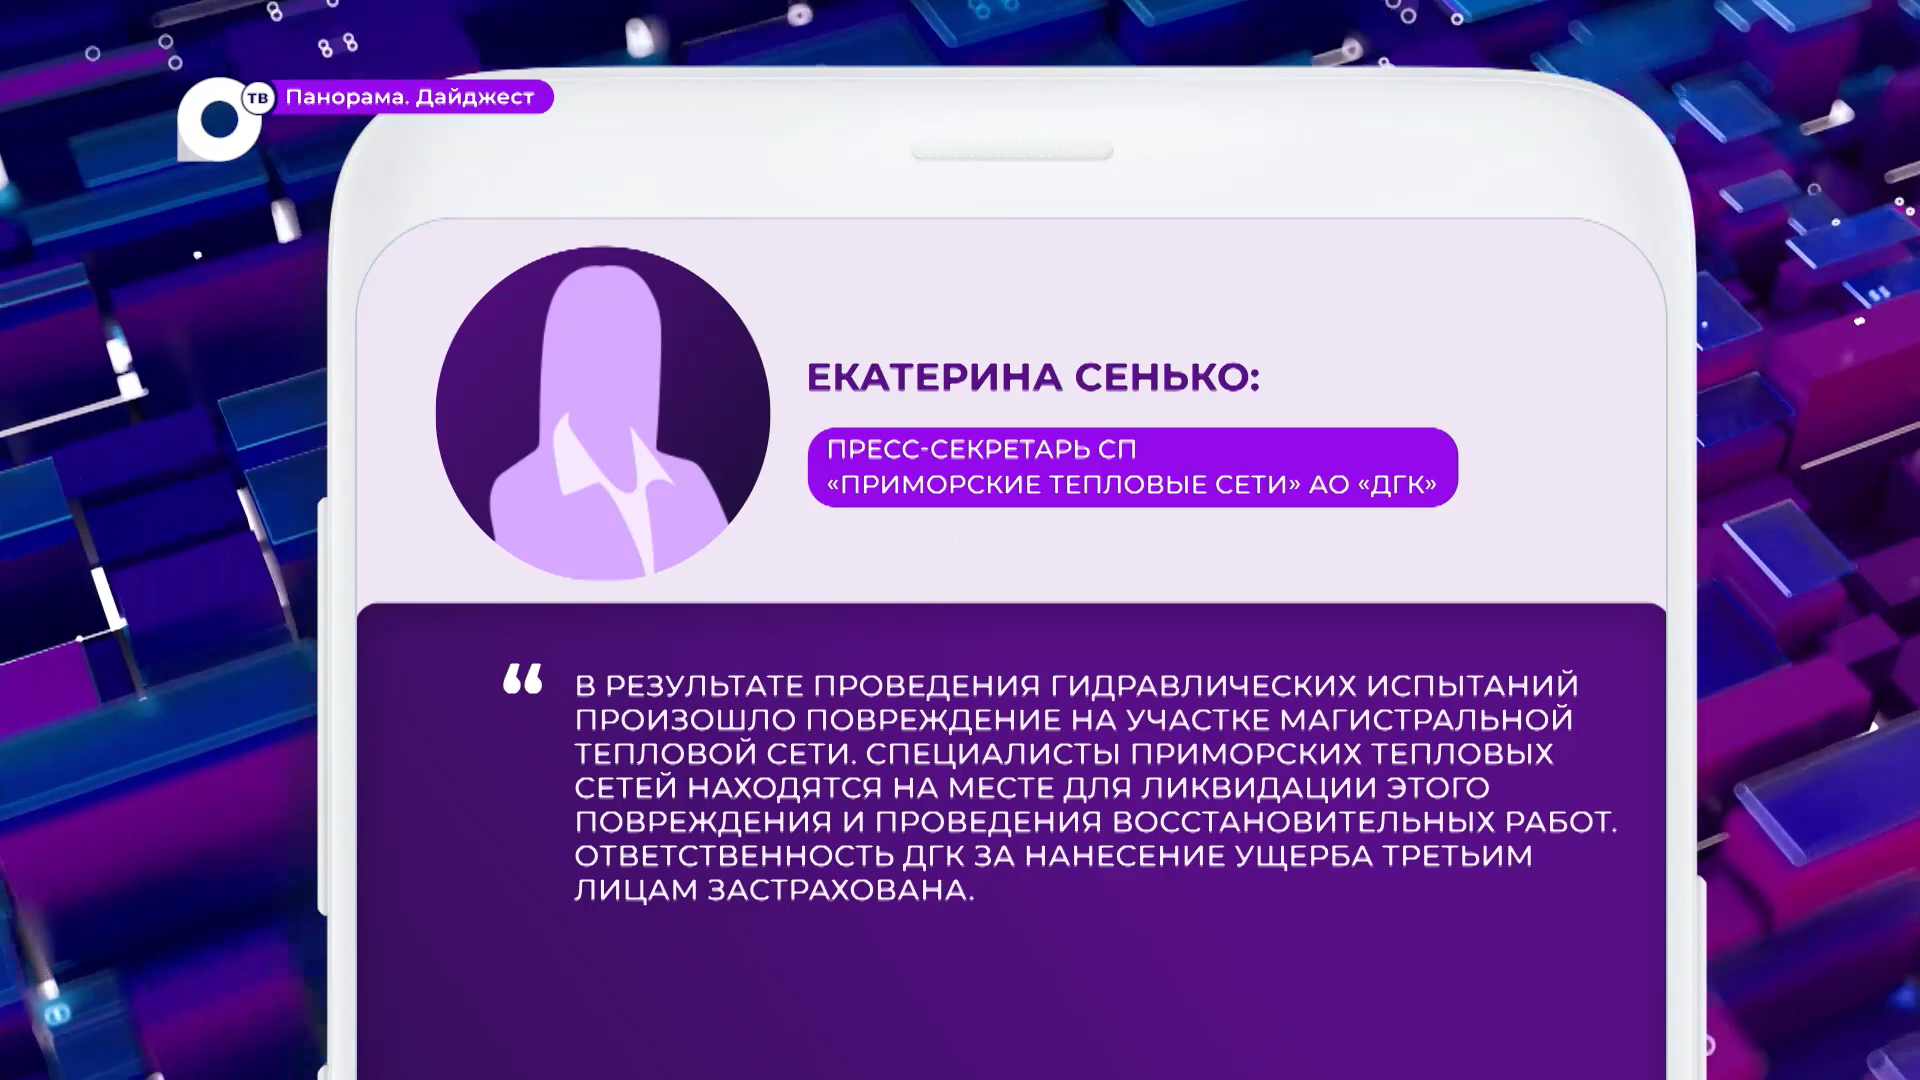 ТВ
Панорама. Дайджест
ЕКАТЕРИНА СЕНЬКО:
ПРЕСС-СЕКРЕТАРЬ СП
«ПРИМОРСКИЕ ТЕПЛОВЫЕ СЕТИ» АО «ДГК»
“ В РЕЗУЛЬТАТЕ ПРОВЕДЕНИЯ ГИДРАВЛИЧЕСКИХ ИСПЫТАНИЙ
ПРОИЗОШЛО ПОВРЕЖДЕНИЕ НА УЧАСТКЕ МАГИСТРАЛЬНОЙ
ТЕПЛОВОЙ СЕТИ. СПЕЦИАЛИСТЫ ПРИМОРСКИХ ТЕПЛОВЫХ
СЕТЕЙ НАХОДЯТСЯ НА МЕСТЕ ДЛЯ ЛИКВИДАЦИИ ЭТОГО
ПОВРЕЖДЕНИЯ И ПРОВЕДЕНИЯ ВОССТАНОВИТЕЛЬНЫХ РАБОТ.
ОТВЕТСТВЕННОСТЬ ДГК ЗА НАНЕСЕНИЕ УЩЕРБА ТРЕТЬИМ
ЛИЦАМ ЗАСТРАХОВАНА.